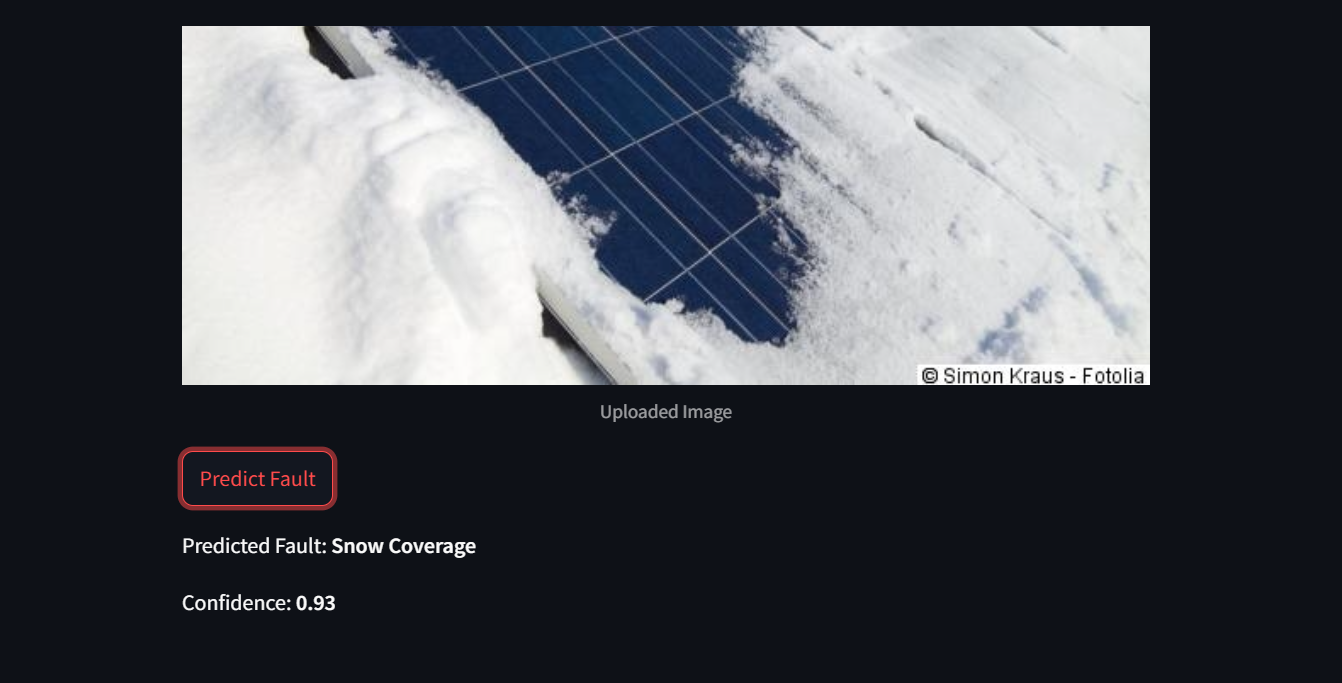 © Simon Kraus - Fotolia
Uploaded Image
Predict Fault
Predicted Fault: Snow Coverage
Confidence: 0.93